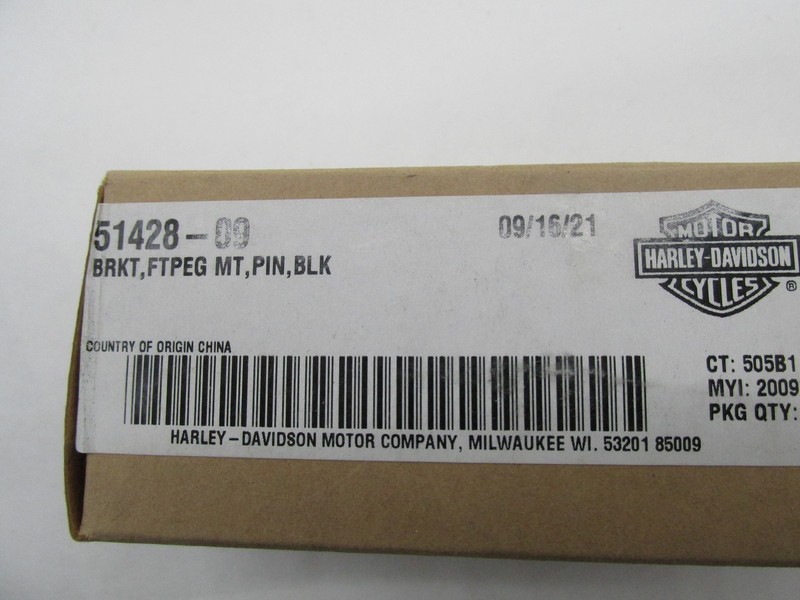 51428-09
09/16/21
MOTOR
HARLEY-DAVIDSON
CYCLES®
BRKT,FTPEG MT,PIN,BLK
COUNTRY OF ORIGIN CHINA
CT: 505B1
MYI: 2009
PKG QTY:
HARLEY-DAVIDSON MOTOR COMPANY, MILWAUKEE WI. 53201 85009